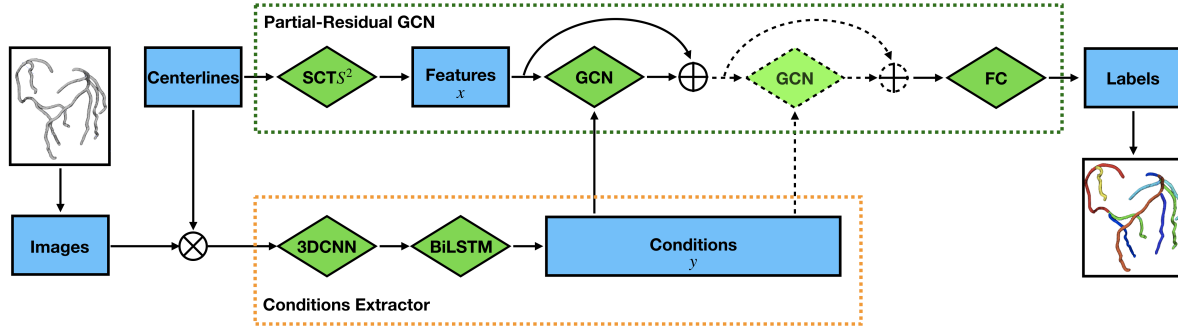 Partial-Residual GCN
Centerlines
SCTS²
Features
x
GCN
GCN
FC
Labels
Images
3DCNN
BiLSTM
Conditions
y
Conditions Extractor